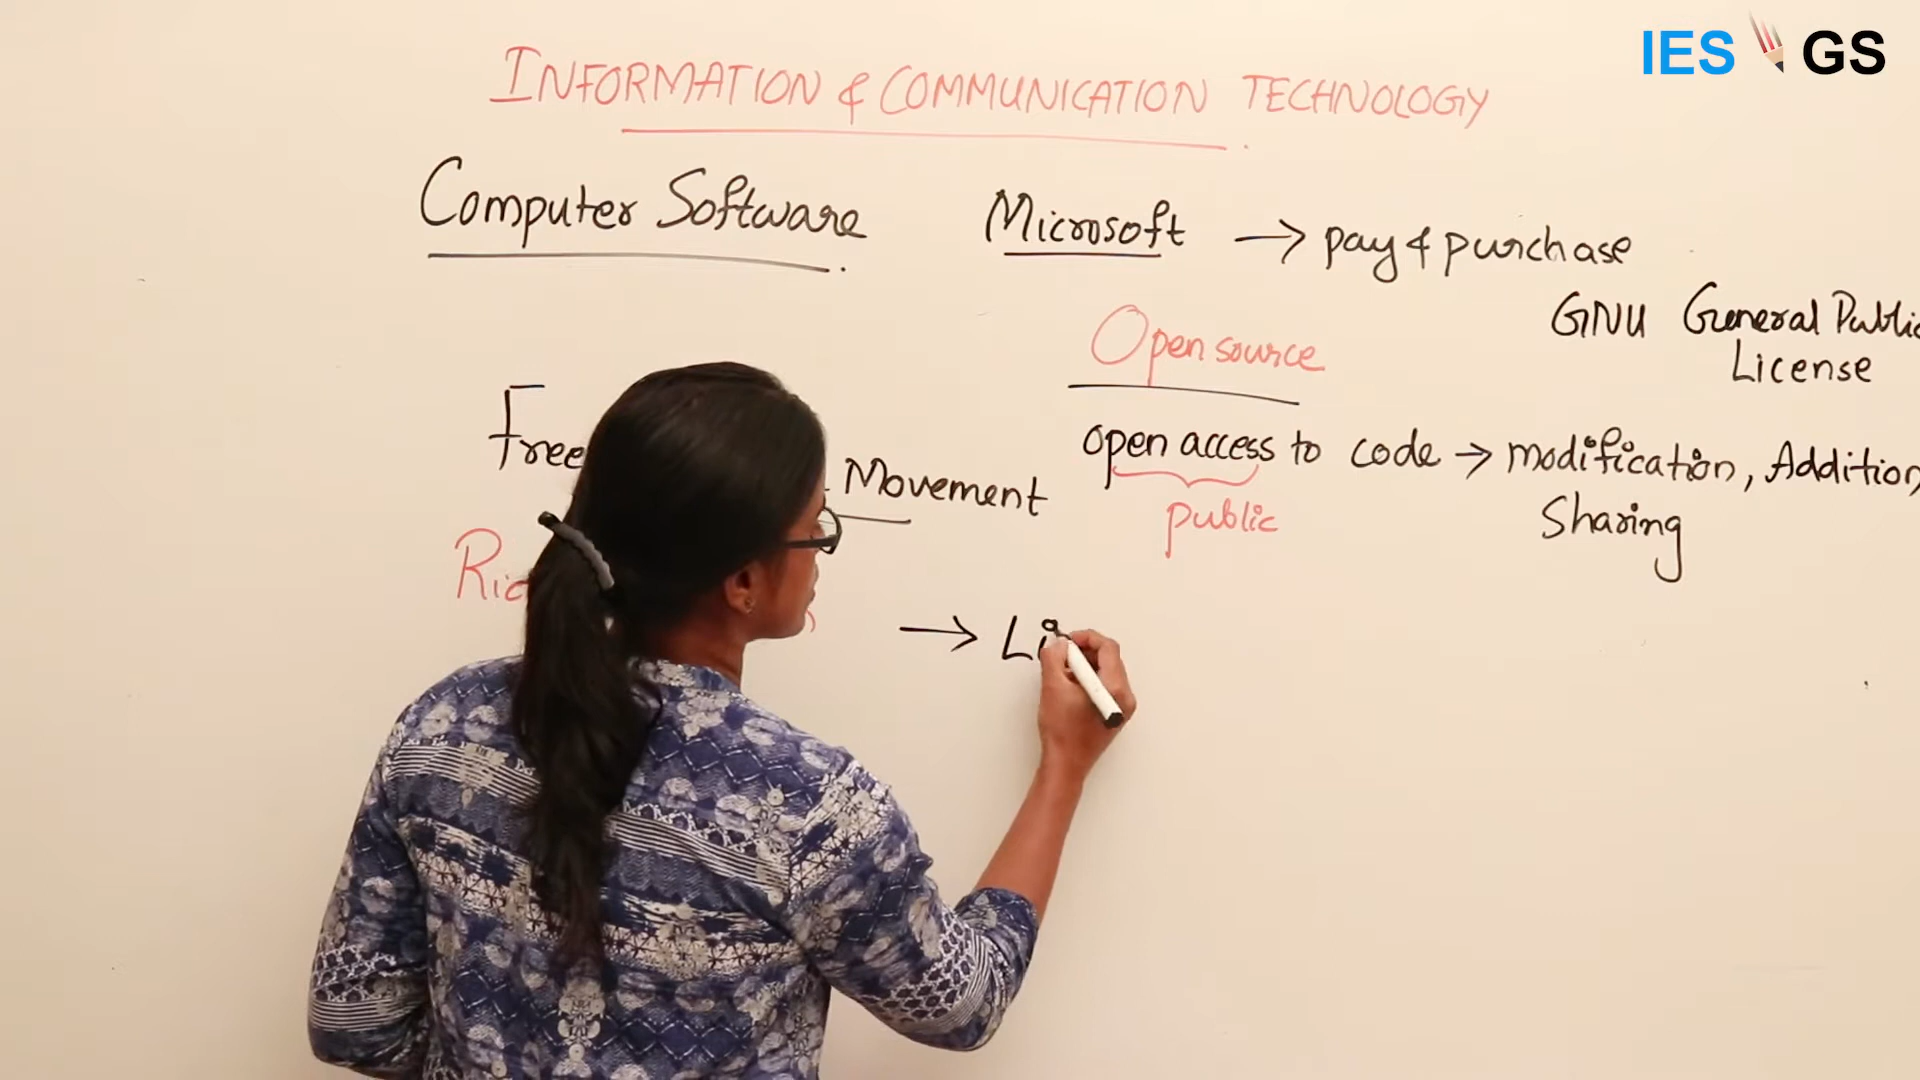 IES GS
INFORMATION & COMMUNICATION TECHNOLOGY
Computer Software
Microsoft → pay & purchase
GNU General Public
License
Open source
Free
Movement
open access to code → modification, Addition,
Sharing
public
→ Li